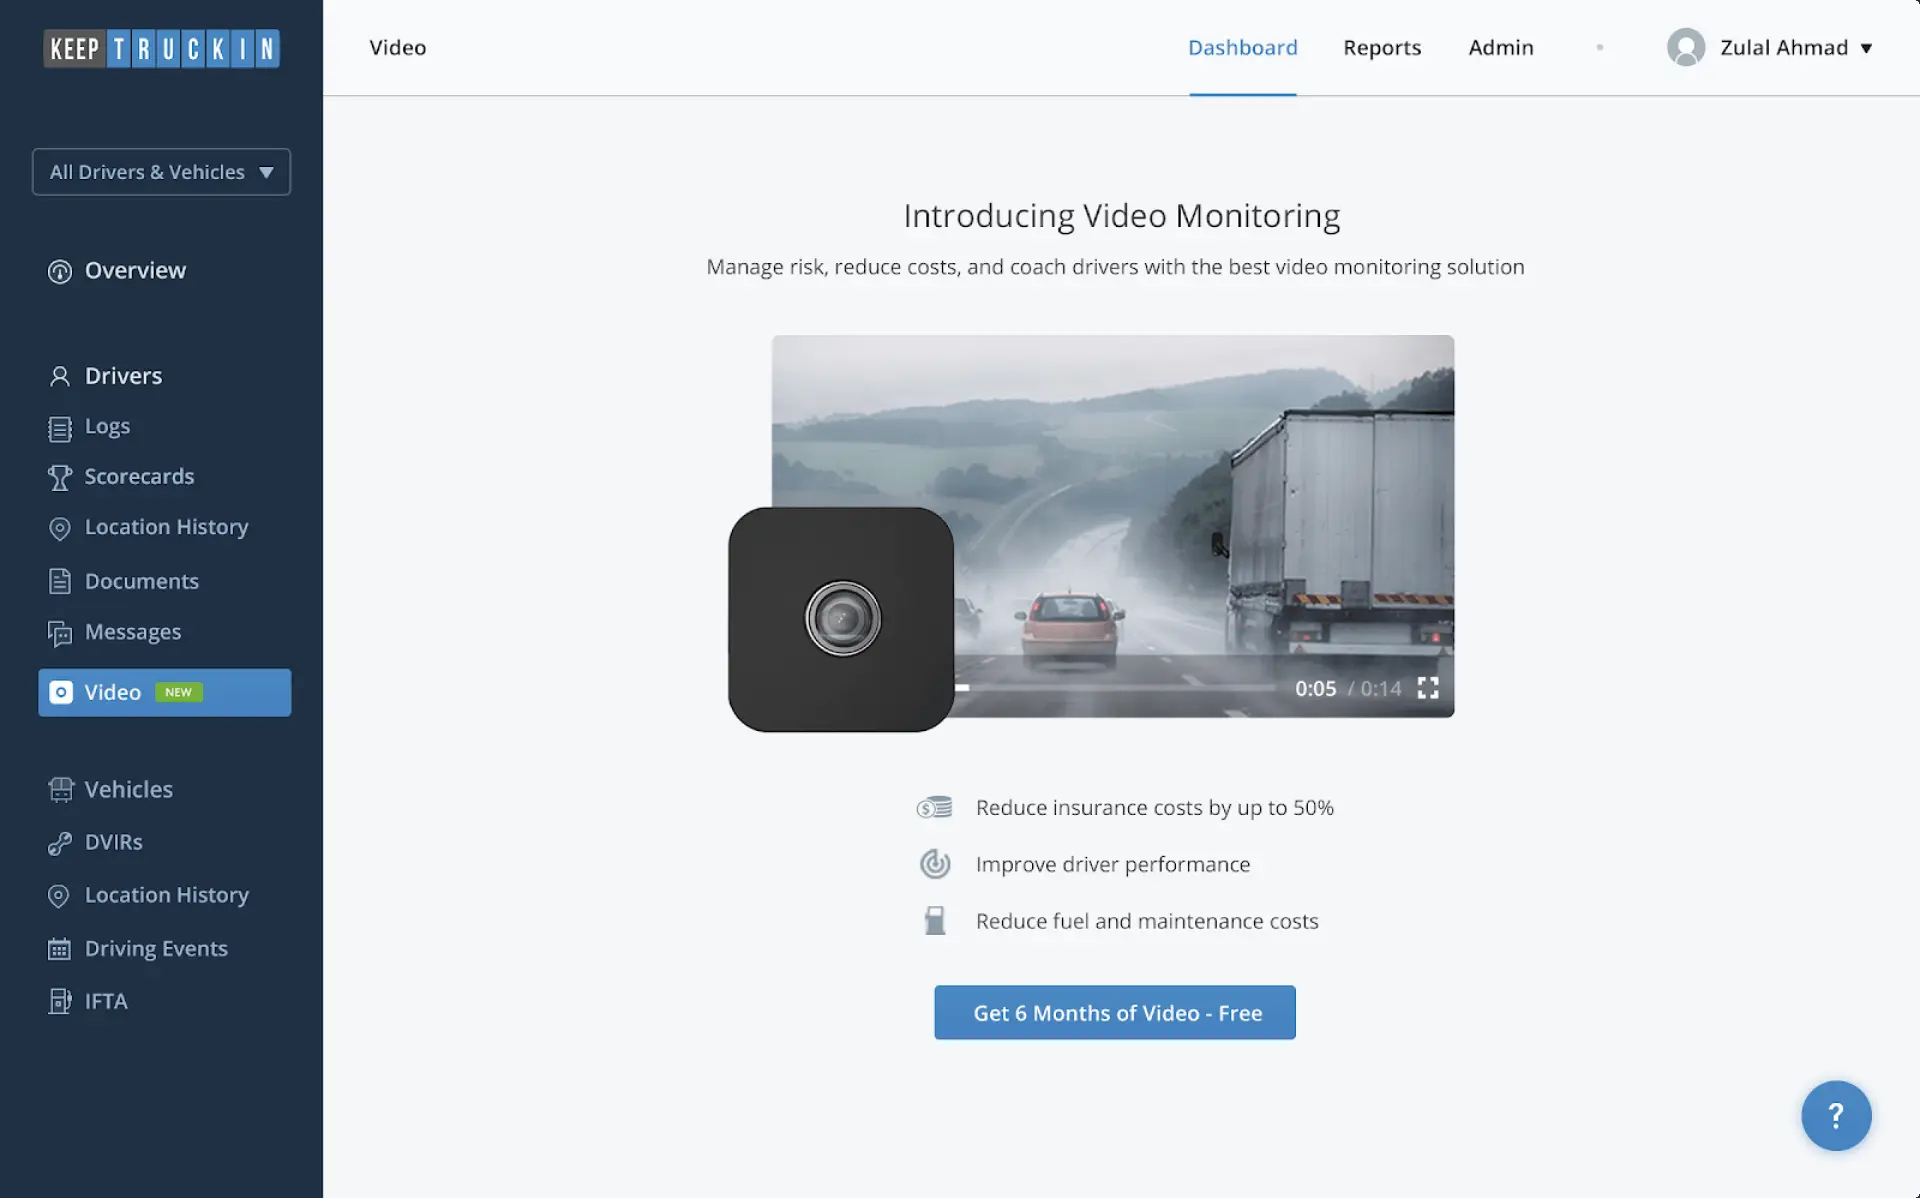 KEEP TRUCKIN
Video
Dashboard
Reports
Admin
Zulal Ahmad
All Drivers & Vehicles
Overview
Drivers
Logs
Scorecards
Location History
Documents
Messages
Video NEW
Vehicles
DVIRs
Location History
Driving Events
IFTA
Introducing Video Monitoring
Manage risk, reduce costs, and coach drivers with the best video monitoring solution
0:05 / 0:14
Reduce insurance costs by up to 50%
Improve driver performance
Reduce fuel and maintenance costs
Get 6 Months of Video - Free
?